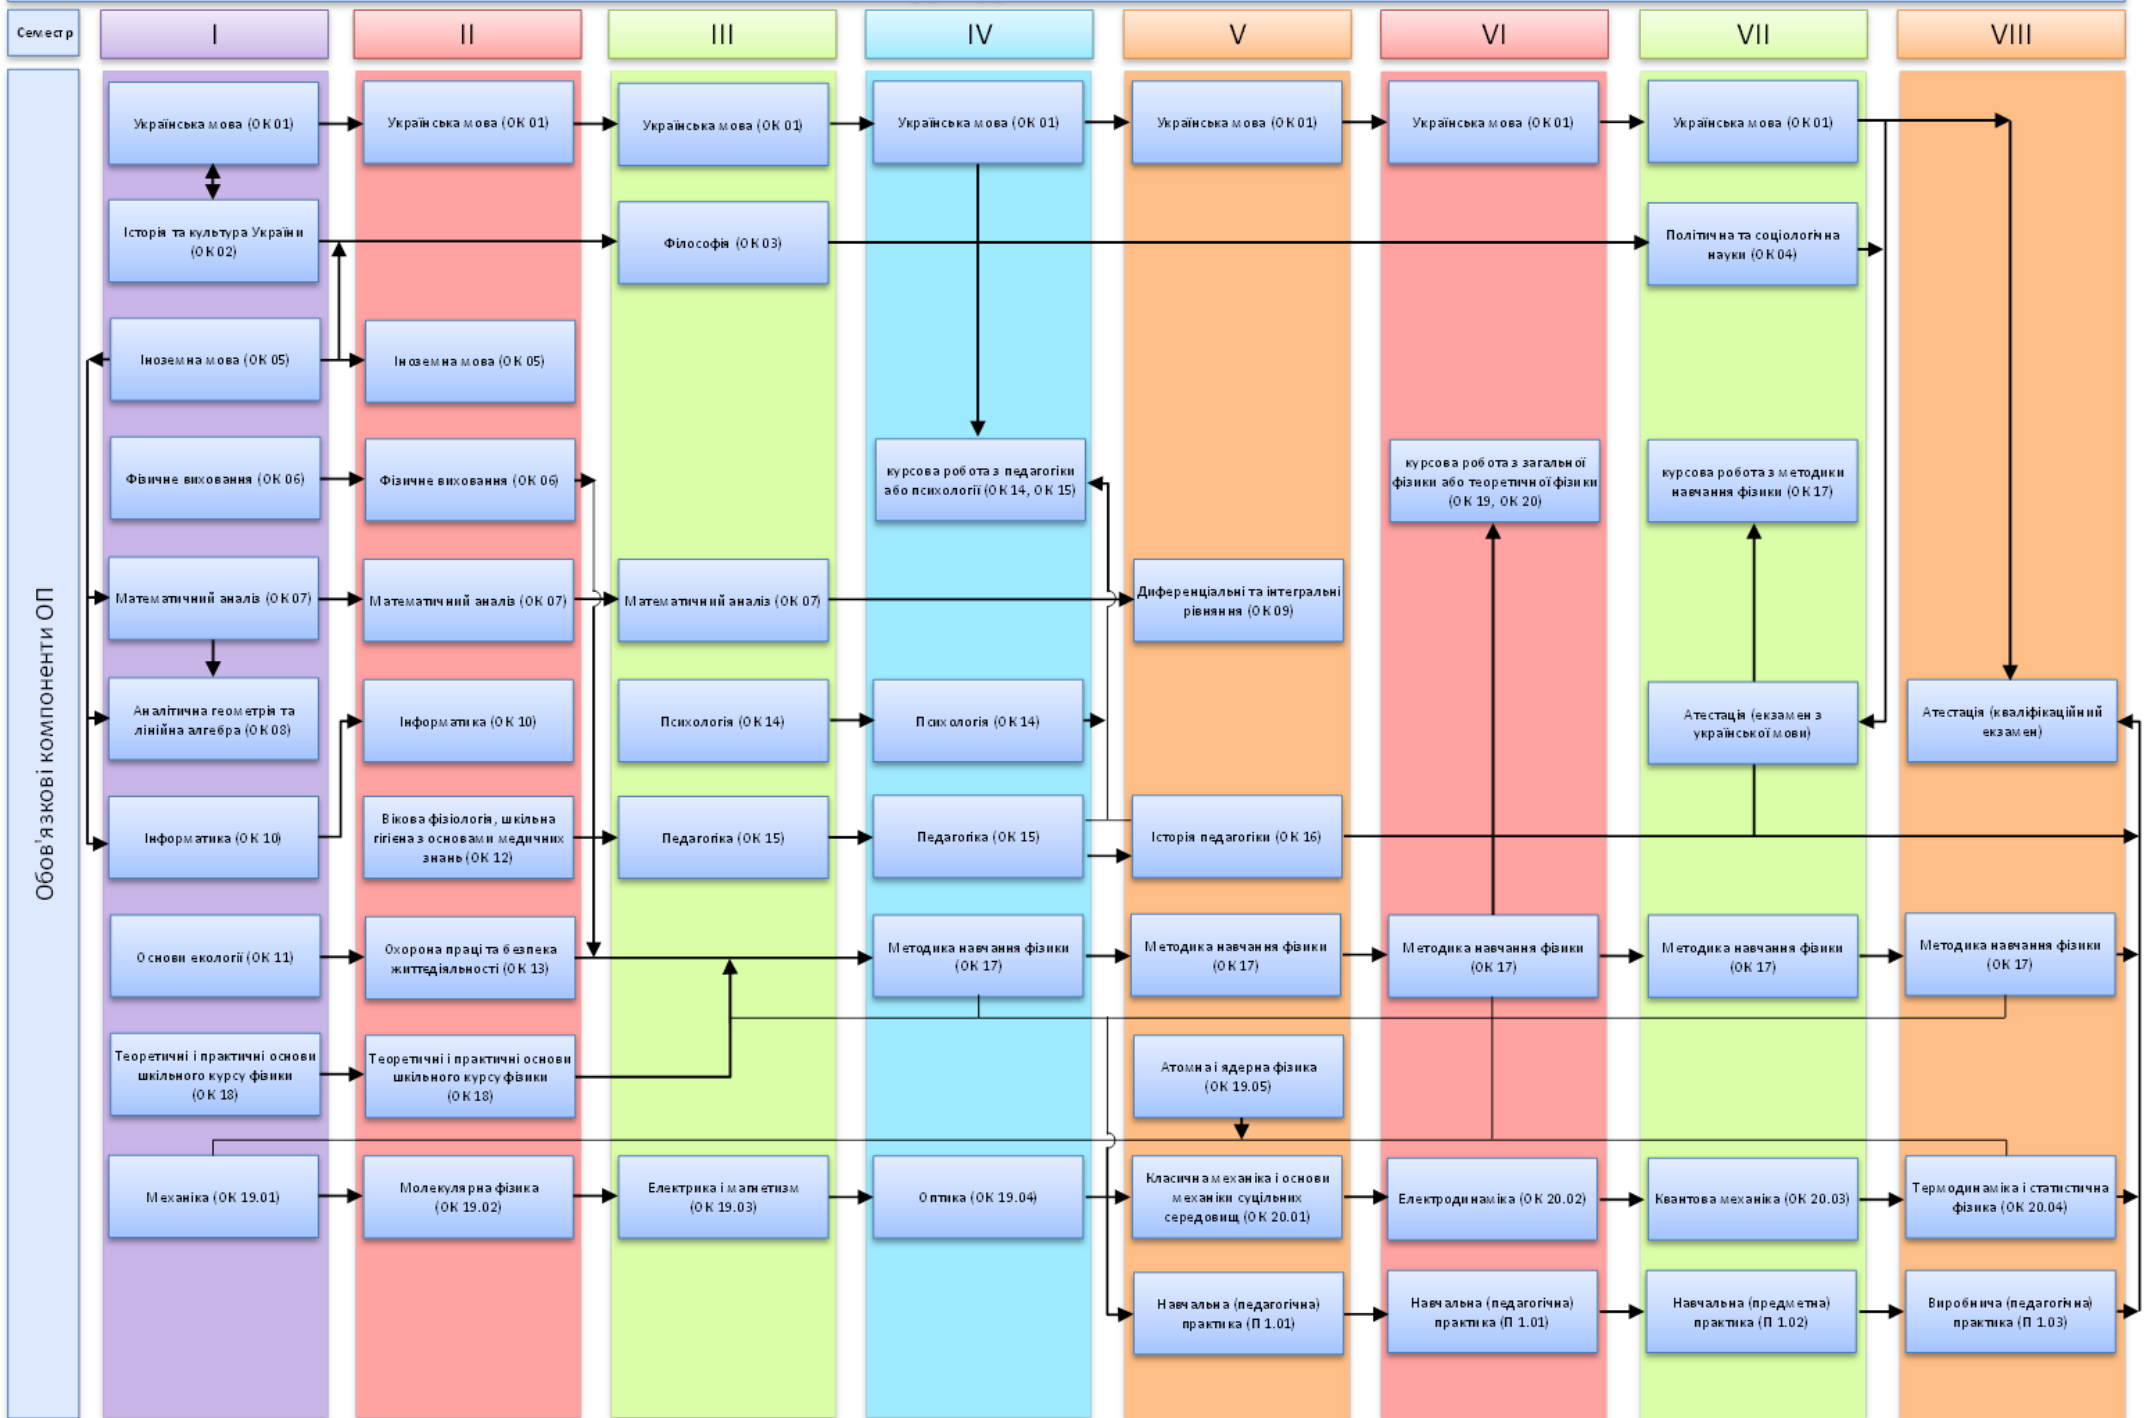 Семестр
I
II
III
IV
V
VI
VII
VIII
Обов'язкові компоненти ОП
Українська мова (ОК 01)
Українська мова (ОК 01)
Українська мова (ОК 01)
Українська мова (ОК 01)
Українська мова (ОК 01)
Українська мова (ОК 01)
Українська мова (ОК 01)
Історія та культура України
(ОК 02)
Філософія (ОК 03)
Політична та соціологічна
науки (ОК 04)
Іноземна мова (ОК 05)
Іноземна мова (ОК 05)
Фізичне виховання (ОК 06)
Фізичне виховання (ОК 06)
курсова робота з педагогіки
або психології (ОК 14, ОК 15)
курсова робота з загальної
фізики або теоретичної фізики
(ОК 19, ОК 20)
курсова робота з методики
навчання фізики (ОК 17)
Математичний аналіз (ОК 07)
Математичний аналіз (ОК 07)
Математичний аналіз (ОК 07)
Диференціальні та інтегральні
рівняння (ОК 09)
Аналітична геометрія та
лінійна алгебра (ОК 08)
Інформатика (ОК 10)
Психологія (ОК 14)
Психологія (ОК 14)
Атестація (екзамен з
української мови)
Атестація (кваліфікаційний
екзамен)
Інформатика (ОК 10)
Вікова фізіологія, шкільна
гігієна з основами медичних
знань (ОК 12)
Педагогіка (ОК 15)
Педагогіка (ОК 15)
Історія педагогіки (ОК 16)
Основи екології (ОК 11)
Охорона праці та безпека
життєдіяльності (ОК 13)
Методика навчання фізики
(ОК 17)
Методика навчання фізики
(ОК 17)
Методика навчання фізики
(ОК 17)
Методика навчання фізики
(ОК 17)
Методика навчання фізики
(ОК 17)
Теоретичні і практичні основи
шкільного курсу фізики
(ОК 18)
Теоретичні і практичні основи
шкільного курсу фізики
(ОК 18)
Атомна і ядерна фізика
(ОК 19.05)
Механіка (ОК 19.01)
Молекулярна фізика
(ОК 19.02)
Електрика і магнетизм
(ОК 19.03)
Оптика (ОК 19.04)
Класична механіка і основи
механіки суцільних
середовищ (ОК 20.01)
Електродинаміка (ОК 20.02)
Квантова механіка (ОК 20.03)
Термодинаміка і статистична
фізика (ОК 20.04)
Навчальна (педагогічна)
практика (П 1.01)
Навчальна (педагогічна)
практика (П 1.01)
Навчальна (предметна)
практика (П 1.02)
Виробнича (педагогічна)
практика (П 1.03)